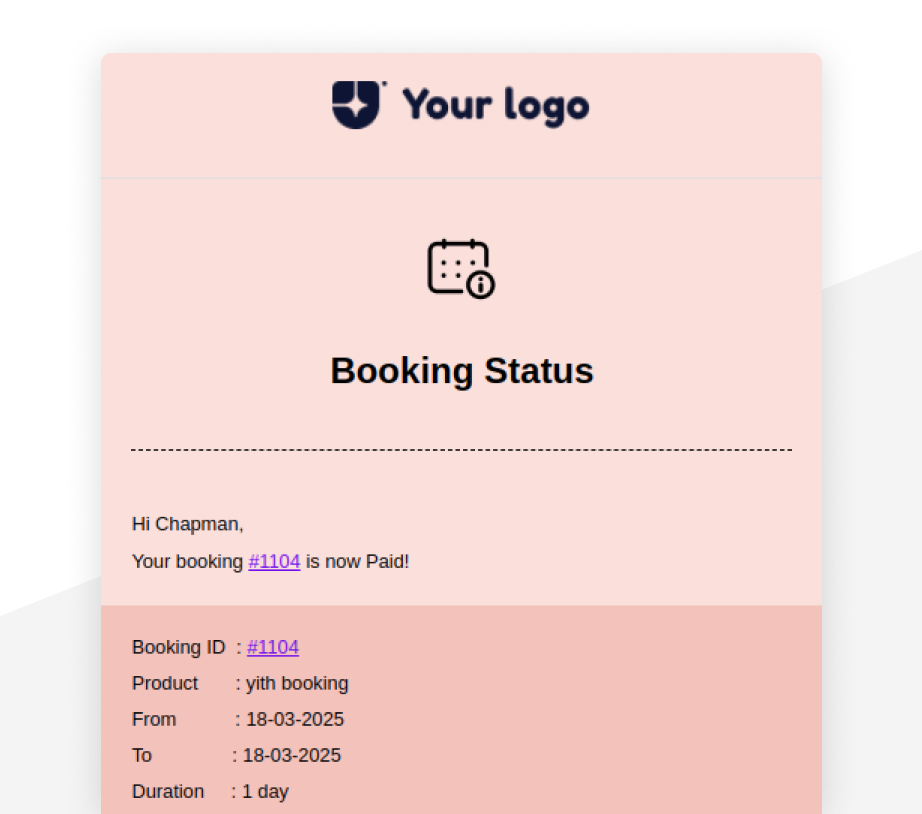 Your logo
Booking Status
Hi Chapman,
Your booking #1104 is now Paid!
Booking ID : #1104
Product : yith booking
From : 18-03-2025
To : 18-03-2025
Duration : 1 day